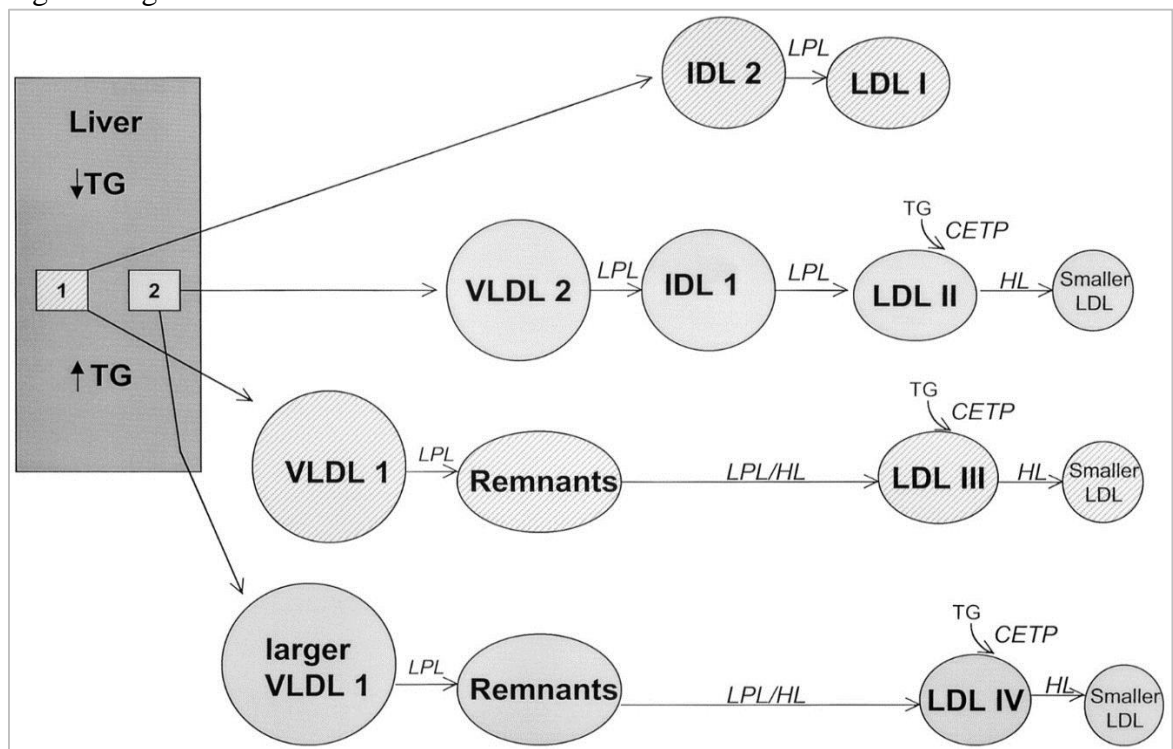 Liver
↓TG
1
2
↑TG
IDL 2
LPL
LDL I
VLDL 2
LPL
IDL 1
LPL
TG
CETP
LDL II
HL
Smaller
LDL
VLDL 1
LPL
Remnants
LPL/HL
TG
CETP
LDL III
HL
Smaller
LDL
larger
VLDL 1
LPL
Remnants
LPL/HL
TG
CETP
LDL IV
HL
Smaller
LDL